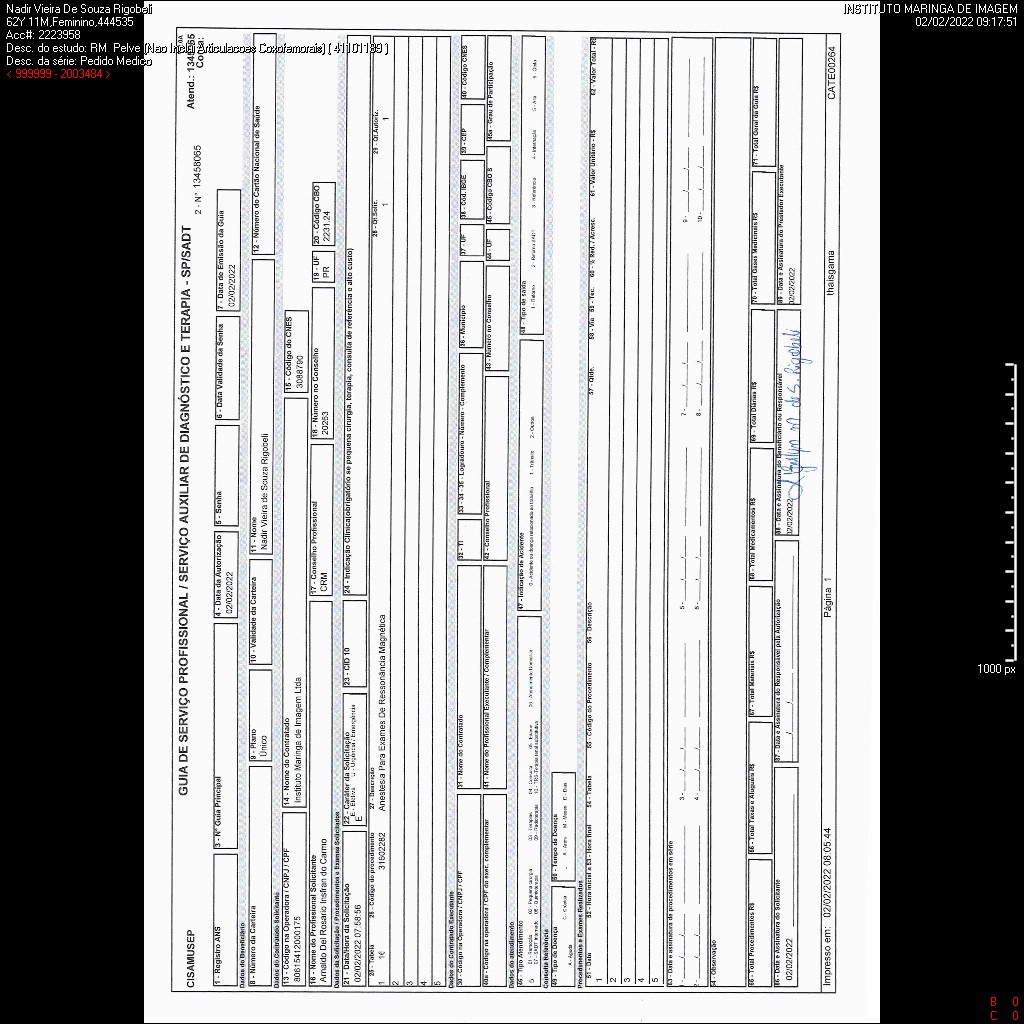 Nadir Vieira De Souza Rigobeli
62Y 11M,Feminino,444535
Acc#: 2223958
Desc. do estudo: RM Pelve (Nao Inclui Articulacoes Coxofemorais) ( 41101189 )
Desc. da série: Pedido Medico
< 999999 - 2003484 >
INSTITUTO MARINGA DE IMAGEM
02/02/2022 09:17:51
CISAMUSEP
GUIA DE SERVIÇO PROFISSIONAL / SERVIÇO AUXILIAR DE DIAGNÓSTICO E TERAPIA - SP/SADT
2 - N° 13458065
1 - Registro ANS
3 - N° Guia Principal
4 - Data da Autorização
02/02/2022
5 - Senha
6 - Data Validade da Senha
7 - Data de Emissão da Guia
02/02/2022
Dados do Beneficiário
8 - Número da Carteira
9 - Plano
Único
10 - Validade da Carteira
11 - Nome
Nadir Vieira de Souza Rigobeli
12 - Número do Cartão Nacional de Saúde
Dados do Contratado Solicitante
13 - Código na Operadora / CNPJ / CPF
80615412000175
14 - Nome do Contratado
Instituto Maringa de Imagem Ltda
15 - Código do CNES
3088790
16 - Nome do Profissional Solicitante
Arnaldo Del Rosario Insfran do Carmo
17 - Conselho Profissional
CRM
18 - Número no Conselho
20253
19 - UF
PR
20 - Código CBO
2231.24
Dados da Solicitação / Procedimentos e Exames Solicitados
21 - Data/Hora da Solicitação
02/02/2022 07:58:56
22 - Caráter da Solicitação
E
E - Eletiva U - Urgência / Emergência
23 - CID 10
24 - Indicação Clínica(obrigatório se pequena cirurgia, terapia, consulta de referência e alto custo)
25 - Tabela
26 - Código do procedimento
27 - Descrição
28 - Qt.Solic.
29 - Qt.Autoriz.
1
31602282
Anestesia Para Exames De Ressonância Magnética
1
1
2
3
4
5
Dados do Contratado Executante
30 - Código na Operadora / CNPJ / CPF
31 - Nome do Contratado
32 - Tl
33 - 34 - 35 - Logradouro - Número - Complemento
36 - Município
37 - UF
38 - Cód. IBGE
39 - CEP
40 - Código CNES
40a - Código na operadora / CPF do exec. complementar
41 - Nome do Profissional Executante / Complementar
42 - Conselho Profissional
43 - Número no Conselho
44 - UF
45 - Código CBO S
45a - Grau de Participação
Dados do atendimento
46 - Tipo Atendimento
47 - Indicação de Acidente
48 - Tipo de saída
Consulta Referência
49 - Tipo de Doença
A - Aguda C - Crônica
50 - Tempo de Doença
A - Anos M - Meses D - Dias
Procedimentos e Exames Realizados
51 - Data
52 - Hora inicial a 53 - Hora final
54 - Tabela
55 - Código do Procedimento
56 - Descrição
57 - Qtde.
58 - Via
59 - Tec.
60 - % Red. / Acresc.
61 - Valor Unitário - R$
62 - Valor Total - R$
1
2
3
4
5
63 - Data e assinatura de procedimentos em série
1 - / /
3 - / /
5 - / /
7 - / /
9 - / /
2 - / /
4 - / /
6 - / /
8 - / /
10 - / /
64 - Observação
65 - Total Procedimentos R$
66 - Total Taxas e Aluguéis R$
67 - Total Materiais R$
68 - Total Medicamentos R$
69 - Total Diárias R$
70 - Total Gases Medicinais R$
71 - Total Geral da Guia R$
86 - Data e Assinatura do Solicitante
02/02/2022
87 - Data e Assinatura do Responsável pela Autorização
88 - Data e Assinatura do Beneficiário ou Responsável
02/02/2022
89 - Data e Assinatura do Prestador Executante
02/02/2022
Impresso em: 02/02/2022 08:05:44
Página 1
thaisgama
CATE00264
1000 px
B 0
C 0